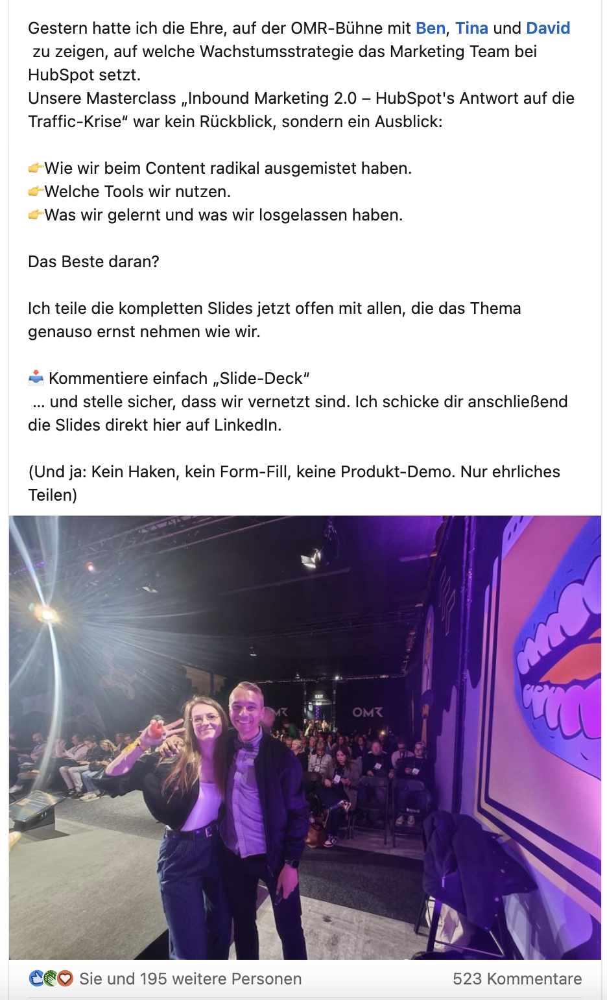 Gestern hatte ich die Ehre, auf der OMR-Bühne mit Ben, Tina und David
zu zeigen, auf welche Wachstumsstrategie das Marketing Team bei
HubSpot setzt.
Unsere Masterclass „Inbound Marketing 2.0 – HubSpot's Antwort auf die
Traffic-Krise“ war kein Rückblick, sondern ein Ausblick:
👉Wie wir beim Content radikal ausgemistet haben.
👉Welche Tools wir nutzen.
👉Was wir gelernt und was wir losgelassen haben.
Das Beste daran?
Ich teile die kompletten Slides jetzt offen mit allen, die das Thema
genauso ernst nehmen wie wir.
📥 Kommentiere einfach „Slide-Deck“
... und stelle sicher, dass wir vernetzt sind. Ich schicke dir anschließend
die Slides direkt hier auf LinkedIn.
(Und ja: Kein Haken, kein Form-Fill, keine Produkt-Demo. Nur ehrliches
Teilen)
EXIT
MR
OMR
Sie und 195 weitere Personen
523 Kommentare